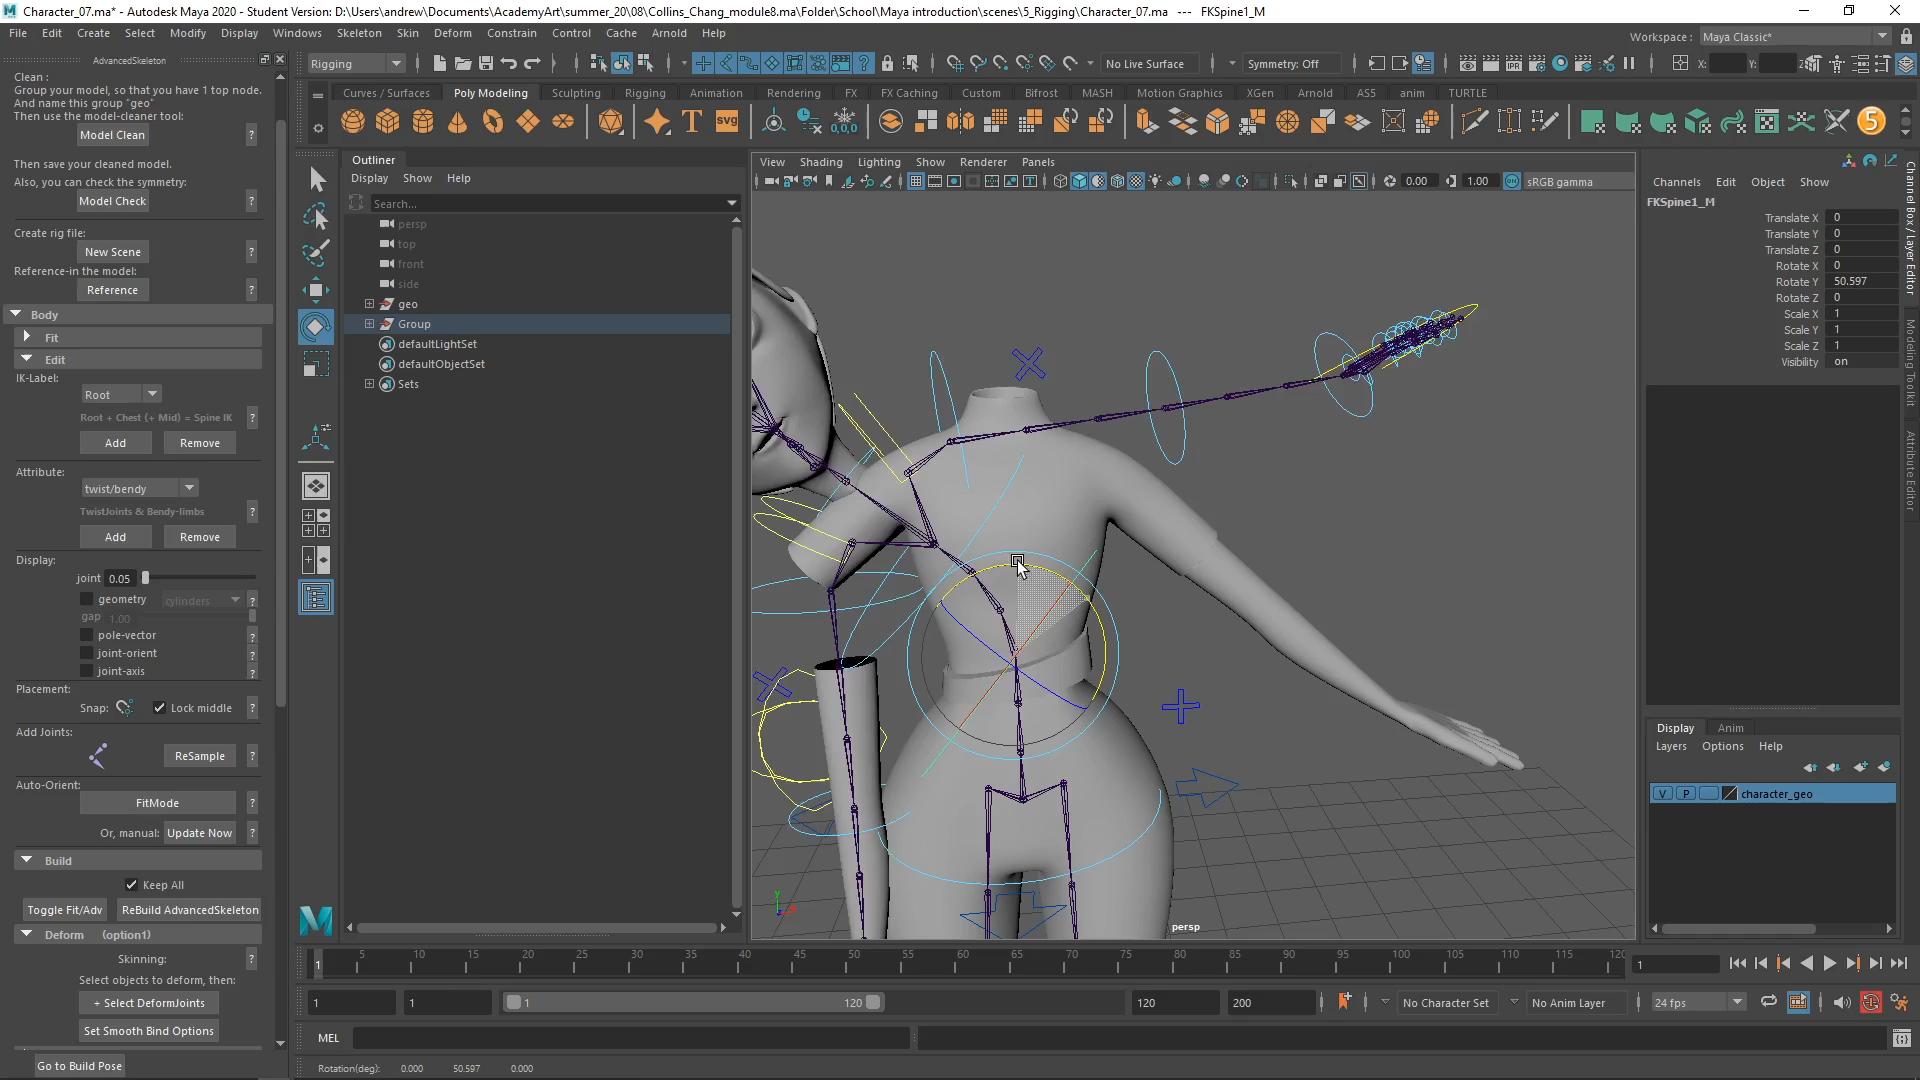 Character_07.ma* - Autodesk Maya 2020 - Student Version: D:\Users\andrew\Documents\AcademyArt\summer_20\08\Collins_Chang_module8.ma\Folder\School\Maya introduction\scenes\5_Rigging\Character_07.ma --- FKSpine1_M
File Edit Create Select Modify Display Windows Skeleton Skin Deform Constrain Control Cache Arnold Help
Workspace : Maya Classic*
AdvancedSkeleton
Rigging
No Live Surface
Symmetry: Off
X:
Y:
Curves / Surfaces Poly Modeling Sculpting Rigging Animation Rendering FX FX Caching Custom Bifrost MASH Motion Graphics XGen Arnold AS5 anim TURTLE
Clean :
Group your model, so that you have 1 top node.
And name this group "geo"
Then use the model-cleaner tool:
Model Clean ?
Then save your cleaned model.
Also, you can check the symmetry:
Model Check ?
Create rig file:
New Scene ?
Reference-in the model:
Reference ?
Body
Fit
Edit
IK-Label:
Root
Root + Chest (+ Mid) = Spine IK ?
Add Remove
Attribute:
twist/bendy
TwistJoints & Bendy-limbs ?
Add Remove
Display:
joint 0.05
geometry cylinders ?
gap 1.00
pole-vector ?
joint-orient ?
joint-axis ?
Placement:
Snap: Lock middle ?
Add Joints:
ReSample ?
Auto-Orient:
FitMode ?
Or, manual: Update Now ?
Build
Keep All
Toggle Fit/Adv ReBuild AdvancedSkeleton
Deform (option1)
Skinning: ?
Select objects to deform, then:
+ Select DeformJoints
Set Smooth Bind Options
Go to Build Pose
Outliner
Display Show Help
Search...
persp
top
front
side
geo
Group
defaultLightSet
defaultObjectSet
Sets
SVG
5
View Shading Lighting Show Renderer Panels
0.00 1.00 ON sRGB gamma
persp
Channels Edit Object Show
FKSpine1_M
Translate X 0
Translate Y 0
Translate Z 0
Rotate X 0
Rotate Y 50.597
Rotate Z 0
Scale X 1
Scale Y 1
Scale Z 1
Visibility on
Channel Box / Layer Editor
Modeling Toolkit
Attribute Editor
Display Anim
Layers Options Help
V P character_geo
1 5 10 15 20 25 30 35 40 45 50 55 60 65 70 75 80 85 90 95 100 105 110 115 120
1
1 1 1 120 120 200 No Character Set No Anim Layer 24 fps
MEL
Rotation(deg): 0.000 50.597 0.000